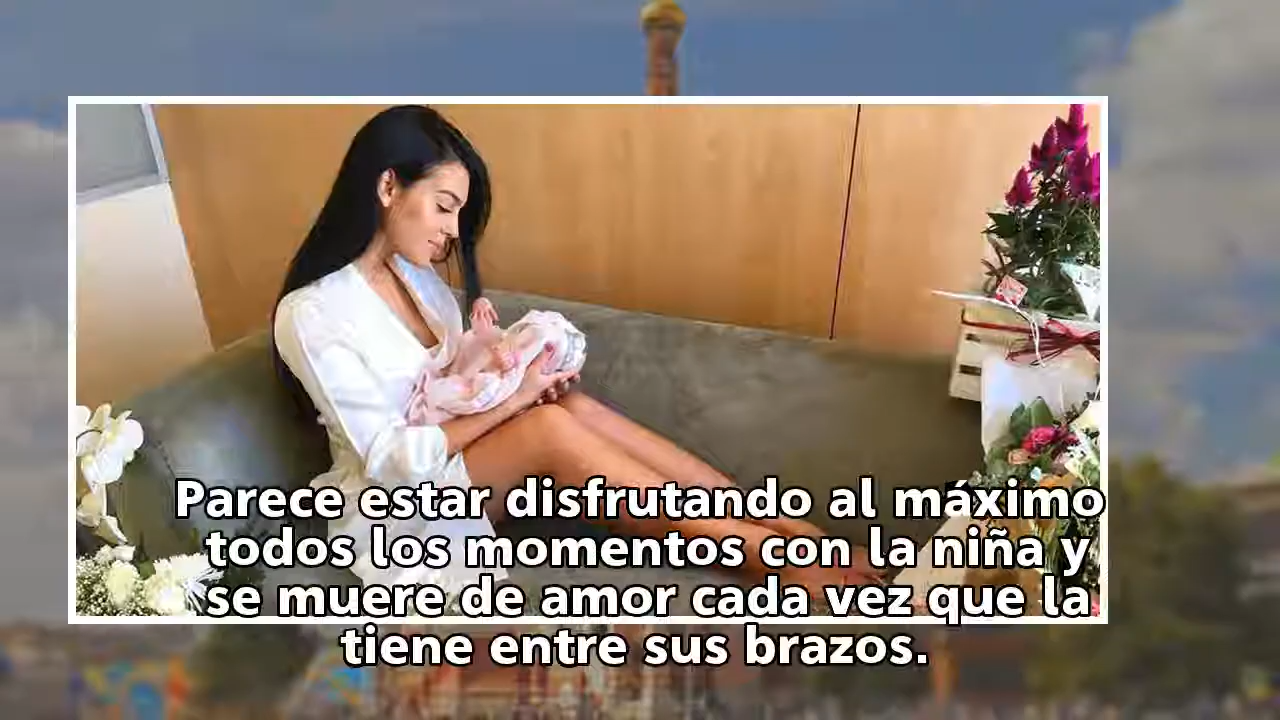 Parece estar disfrutando al máximo
todos los momentos con la niña y
se muere de amor cada vez que la
tiene entre sus brazos.